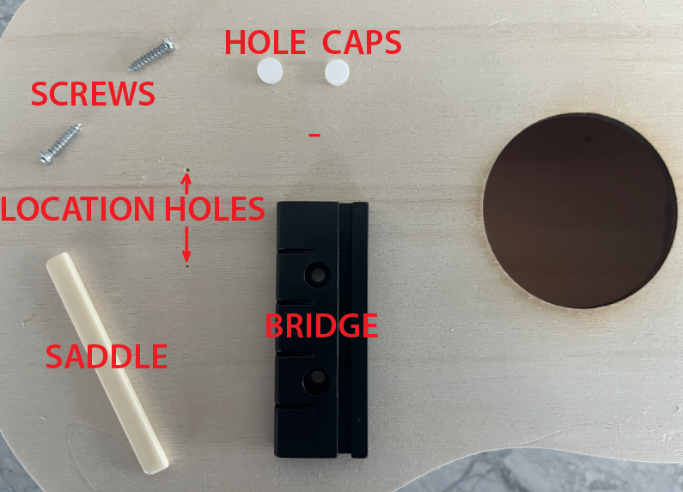 HOLE CAPS
SCREWS
LOCATION HOLES
BRIDGE
SADDLE